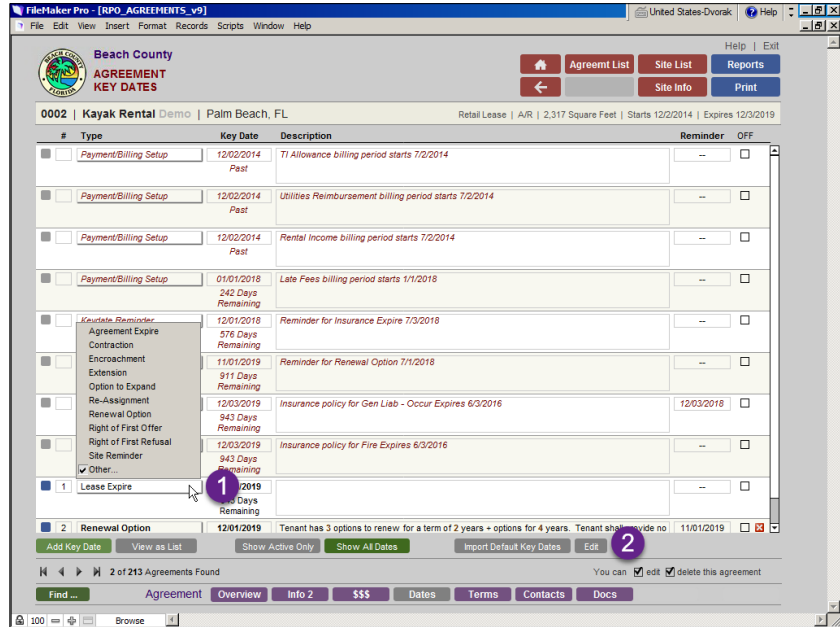 FileMaker Pro - [RPO_AGREEMENTS_v9]
United States-Dvorak Help
File Edit View Insert Format Records Scripts Window Help
Help | Exit
BEACH COUNTY
FLORIDA
Beach County
AGREEMENT
KEY DATES
Agreemt List Site List Reports
Site Info Print
0002 | Kayak Rental Demo | Palm Beach, FL
Retail Lease | A/R | 2,317 Square Feet | Starts 12/2/2014 | Expires 12/3/2019
# Type Key Date Description Reminder OFF
Payment/Billing Setup 12/02/2014 TI Allowance billing period starts 7/2/2014 --
Past
Payment/Billing Setup 12/02/2014 Utilities Reimbursement billing period starts 7/2/2014 --
Past
Payment/Billing Setup 12/02/2014 Rental Income billing period starts 7/2/2014 --
Past
Payment/Billing Setup 01/01/2018 Late Fees billing period starts 1/1/2018 --
242 Days
Remaining
Keydate Reminder 12/01/2018 Reminder for Insurance Expire 7/3/2018 --
576 Days
Remaining
11/01/2019 Reminder for Renewal Option 7/1/2018 --
911 Days
Remaining
12/03/2019 Insurance policy for Gen Liab - Occur Expires 6/3/2016 12/03/2018
943 Days
Remaining
12/03/2019 Insurance policy for Fire Expires 6/3/2016 --
943 Days
Remaining
Agreement Expire
Contraction
Encroachment
Extension
Option to Expand
Re-Assignment
Renewal Option
Right of First Offer
Right of First Refusal
Site Reminder
Other...
1
1 Lease Expire /2019 --
Days
Remaining
2 Renewal Option 12/01/2019 Tenant has 3 options to renew for a term of 2 years + options for 4 years. Tenant shall provide no 11/01/2019
2
Add Key Date View as List Show Active Only Show All Dates Import Default Key Dates Edit
2 of 213 Agreements Found
You can edit delete this agreement
Find ... Agreement Overview Info 2 $$$ Dates Terms Contacts Docs
100 Browse